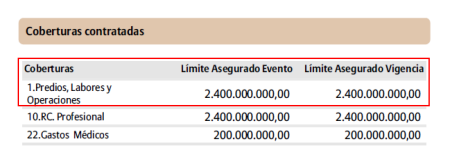 Coberturas contratadas
Coberturas Límite Asegurado Evento Límite Asegurado Vigencia
1.Predios, Labores y
Operaciones 2.400.000.000,00 2.400.000.000,00
10.RC. Profesional 2.400.000.000,00 2.400.000.000,00
22.Gastos Médicos 200.000.000,00 200.000.000,00